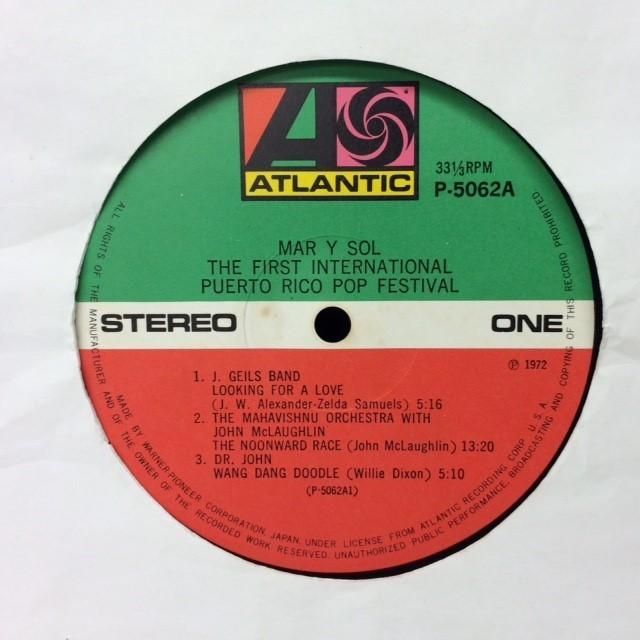 ATLANTIC
33⅓RPM
P-5062A
MAR Y SOL
THE FIRST INTERNATIONAL
PUERTO RICO POP FESTIVAL
STEREO
ONE
℗ 1972
1. J. GEILS BAND
LOOKING FOR A LOVE
(J. W. Alexander-Zelda Samuels) 5:16
2. THE MAHAVISHNU ORCHESTRA WITH
JOHN McLAUGHLIN
THE NOONWARD RACE (John McLaughlin) 13:20
3. DR. JOHN
WANG DANG DOODLE (Willie Dixon) 5:10
(P-5062A1)
MADE BY WARNER-PIONEER CORPORATION, JAPAN, UNDER LICENSE FROM ATLANTIC RECORDING CORP. U.S.A.
ALL RIGHTS OF THE MANUFACTURER AND OF THE OWNER OF THE RECORDED WORK RESERVED. UNAUTHORIZED PUBLIC PERFORMANCE, BROADCASTING AND COPYING OF THIS RECORD PROHIBITED.